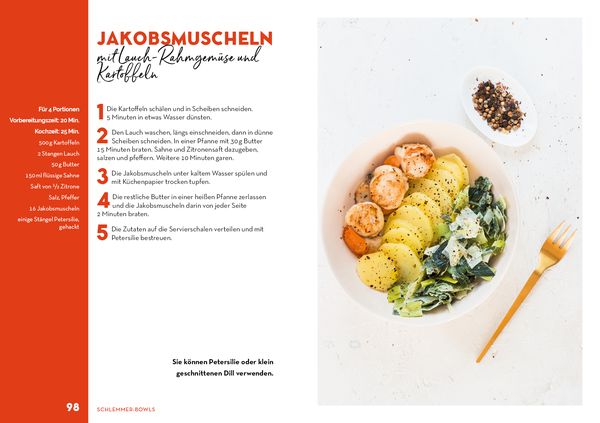 JAKOBSMUSCHELN
mit Lauch-Rahmgemüse und
Kartoffeln
Für 4 Portionen
Vorbereitungszeit: 20 Min.
Kochzeit: 25 Min.
500 g Kartoffeln
2 Stangen Lauch
50 g Butter
150 ml flüssige Sahne
Saft von ½ Zitrone
Salz, Pfeffer
16 Jakobsmuscheln
einige Stängel Petersilie,
gehackt
1 Die Kartoffeln schälen und in Scheiben schneiden.
5 Minuten in etwas Wasser dünsten.
2 Den Lauch waschen, längs einschneiden, dann in dünne
Scheiben schneiden. In einer Pfanne mit 30 g Butter
15 Minuten braten. Sahne und Zitronensaft dazugeben,
salzen und pfeffern. Weitere 10 Minuten garen.
3 Die Jakobsmuscheln unter kaltem Wasser spülen und
mit Küchenpapier trocken tupfen.
4 Die restliche Butter in einer heißen Pfanne zerlassen
und die Jakobsmuscheln darin von jeder Seite
2 Minuten braten.
5 Die Zutaten auf die Servierschalen verteilen und mit
Petersilie bestreuen.
Sie können Petersilie oder klein
geschnittenen Dill verwenden.
98
SCHLEMMER-BOWLS